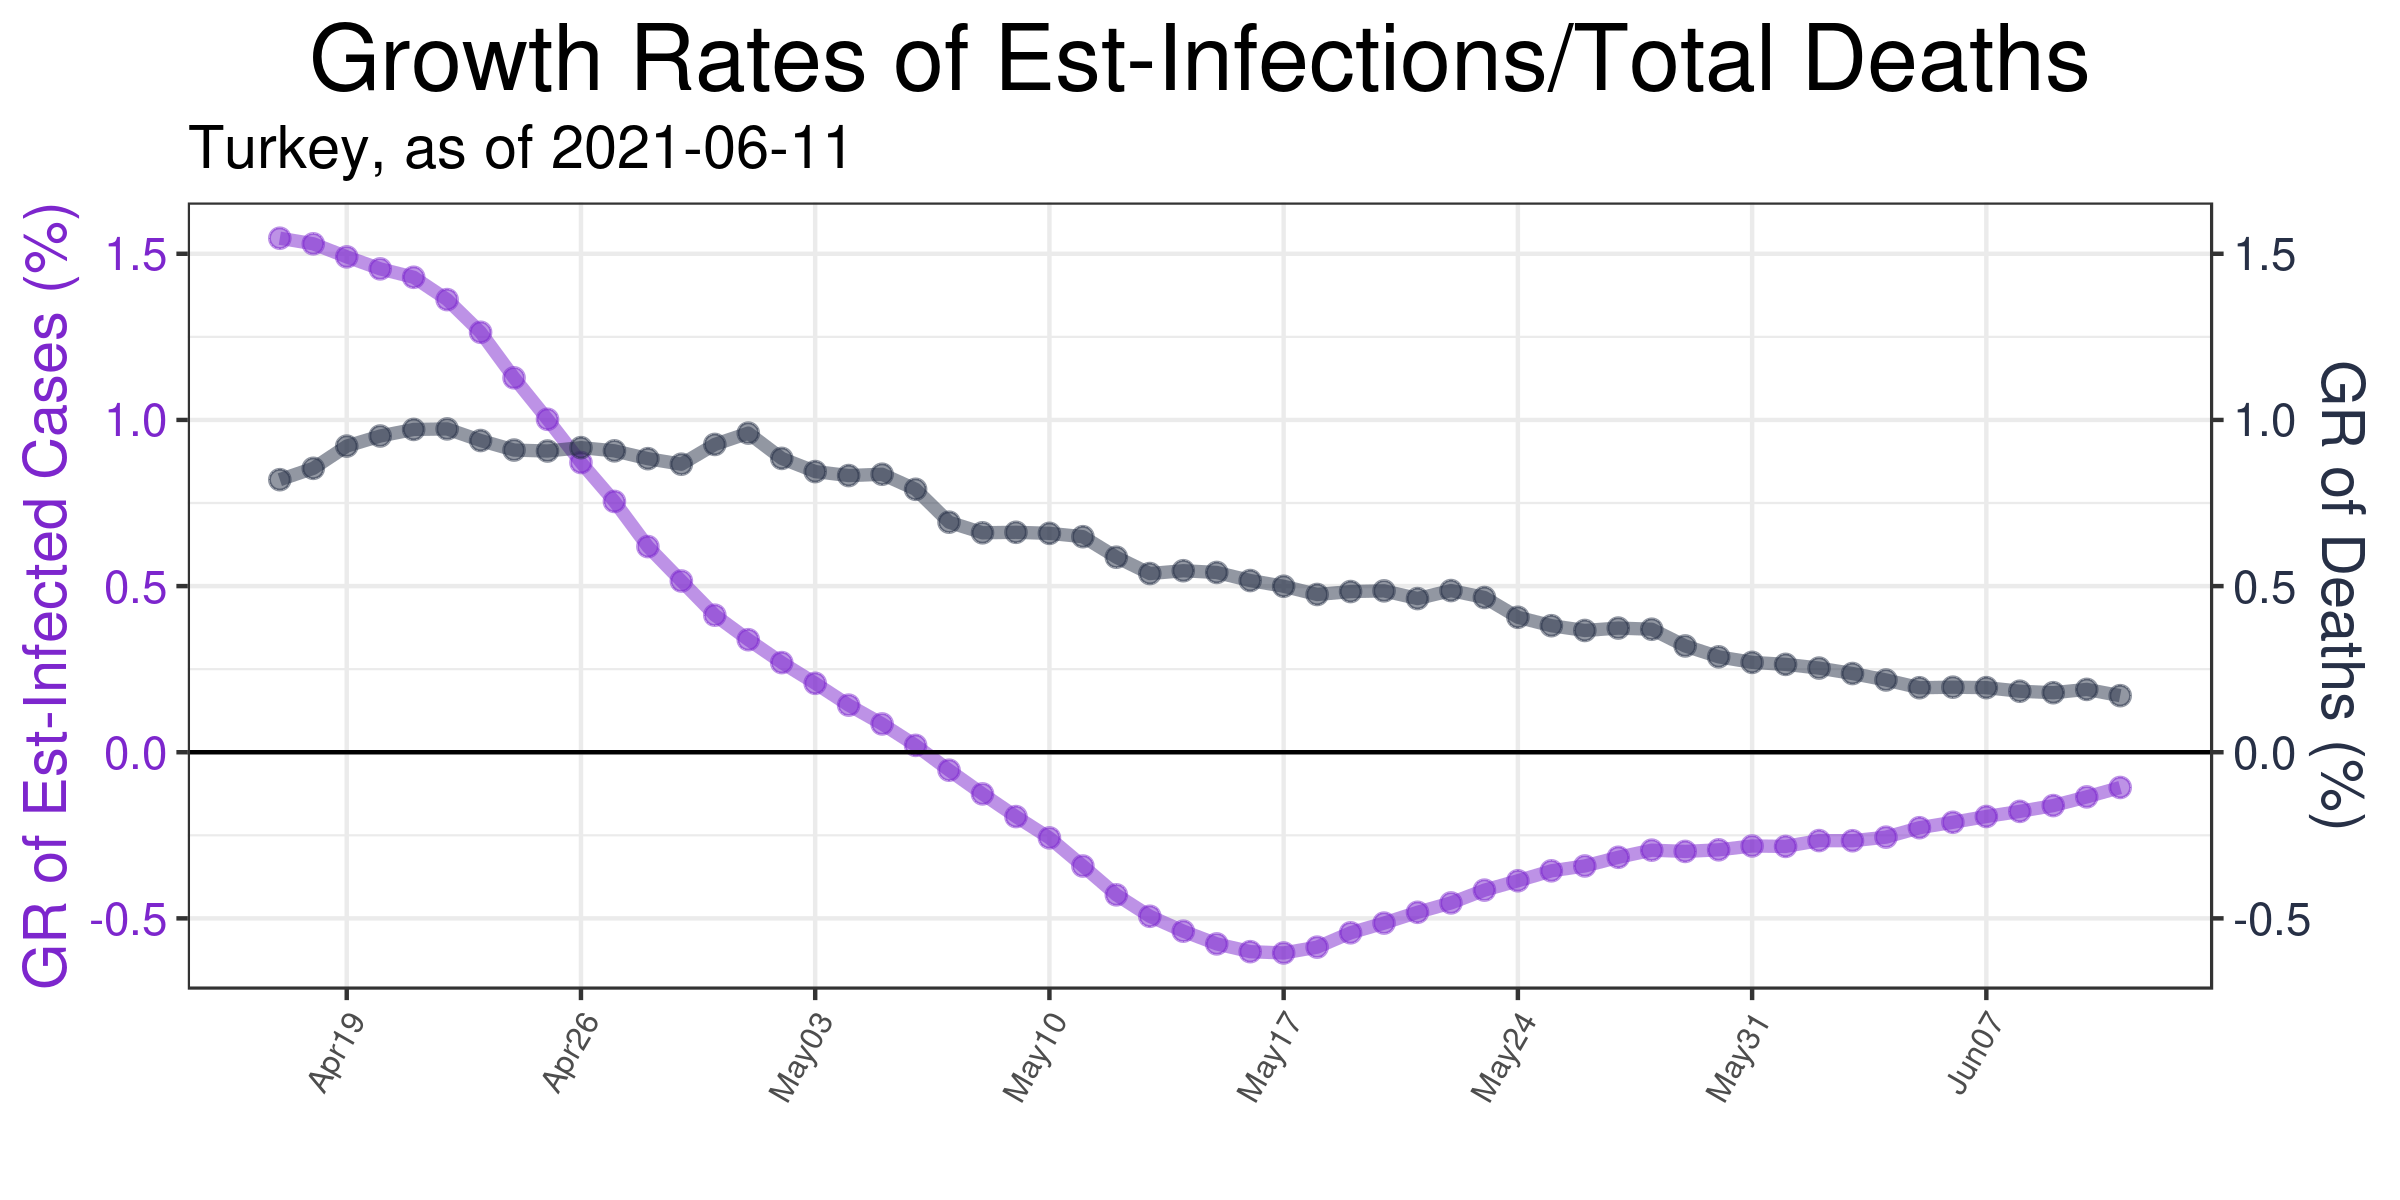 Growth Rates of Est-Infections/Total Deaths
Turkey, as of 2021-06-11
GR of Est-Infected Cases (%)
1.5
1.0
0.5
0.0
-0.5
1.5
1.0
0.5
0.0
-0.5
GR of Deaths (%)
Apr19
Apr26
May03
May10
May17
May24
May31
Jun07